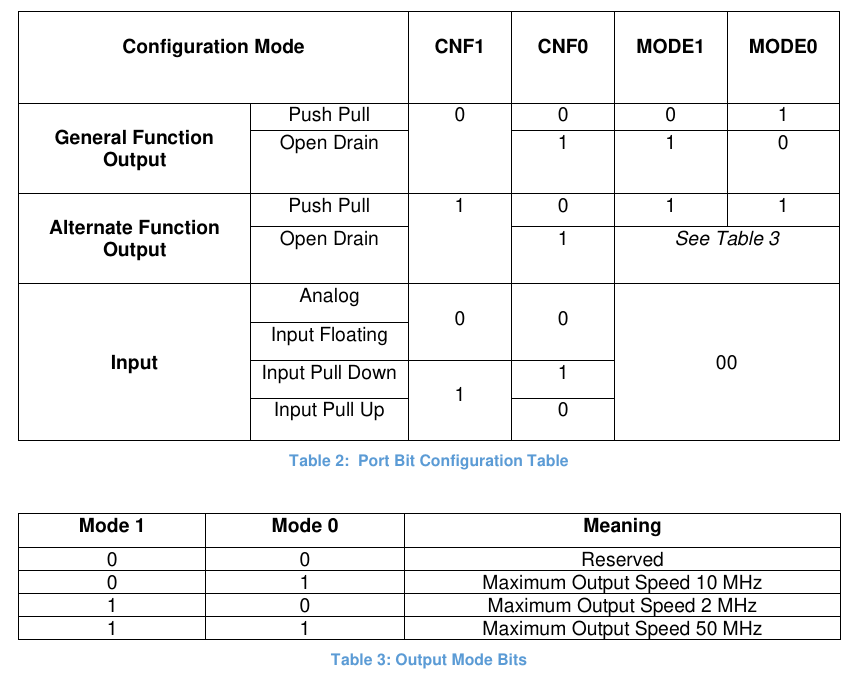 Configuration Mode CNF1 CNF0 MODE1 MODE0
General Function Output Push Pull 0 0 0 1
Open Drain 1 1 0
Alternate Function Output Push Pull 1 0 1 1
Open Drain 1 See Table 3
Input Analog 0 0 00
Input Floating
Input Pull Down 1 1
Input Pull Up 0
Table 2: Port Bit Configuration Table
Mode 1 Mode 0 Meaning
0 0 Reserved
0 1 Maximum Output Speed 10 MHz
1 0 Maximum Output Speed 2 MHz
1 1 Maximum Output Speed 50 MHz
Table 3: Output Mode Bits